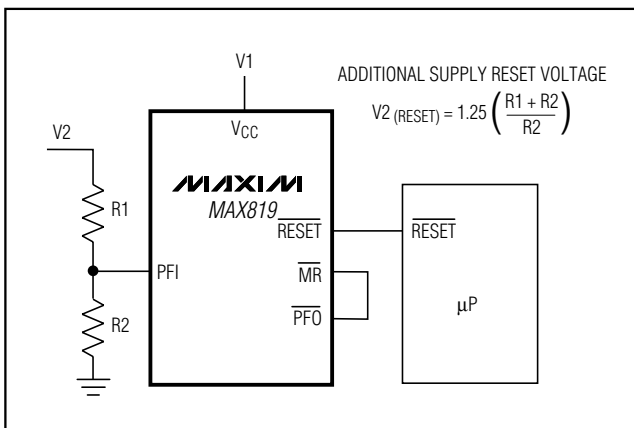 V1
ADDITIONAL SUPPLY RESET VOLTAGE
V2 (RESET) = 1.25 (R1 + R2 / R2)
V2
VCC
MAXIM
MAX819
R1
RESET
RESET
PFI
MR
μP
R2
PFO